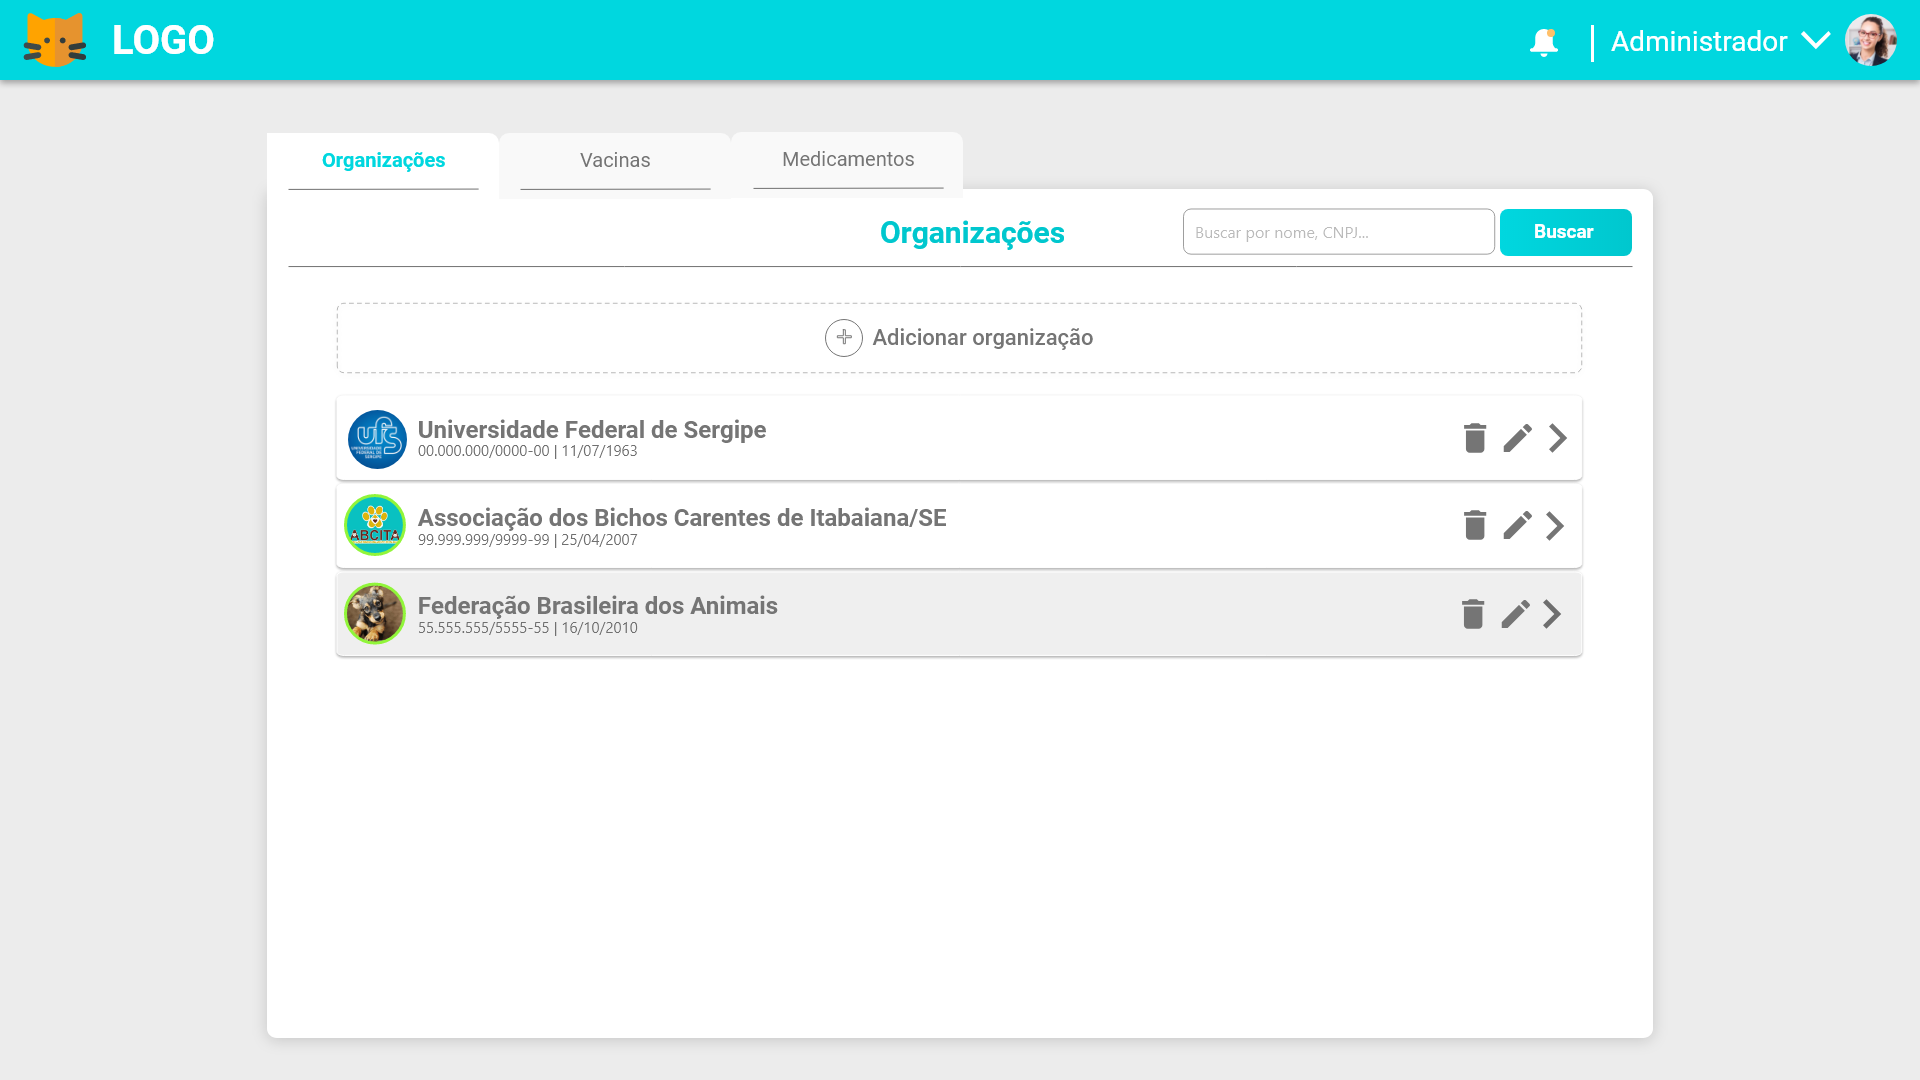 LOGO
Administrador
Organizações
Vacinas
Medicamentos
Organizações
Buscar por nome, CNPJ...
Buscar
Adicionar organização
ufs
UNIVERSIDADE
FEDERAL DE
SERGIPE
Universidade Federal de Sergipe
00.000.000/0000-00 | 11/07/1963
ABCITA
Associação dos Bichos Carentes de Itabaiana/SE
99.999.999/9999-99 | 25/04/2007
Federação Brasileira dos Animais
55.555.555/5555-55 | 16/10/2010